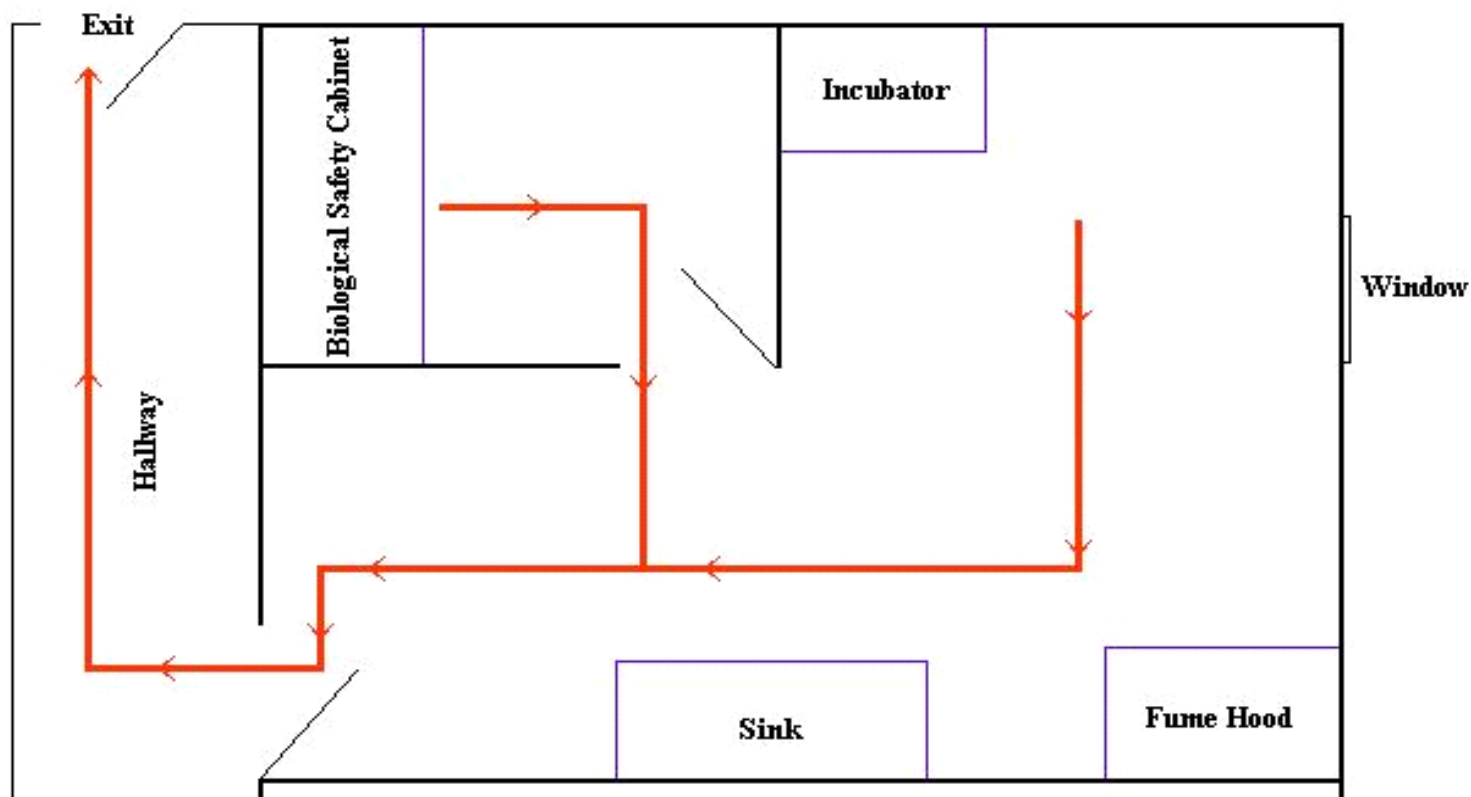 Exit
Biological Safety Cabinet
Incubator
Window
Hallway
Sink
Fume Hood